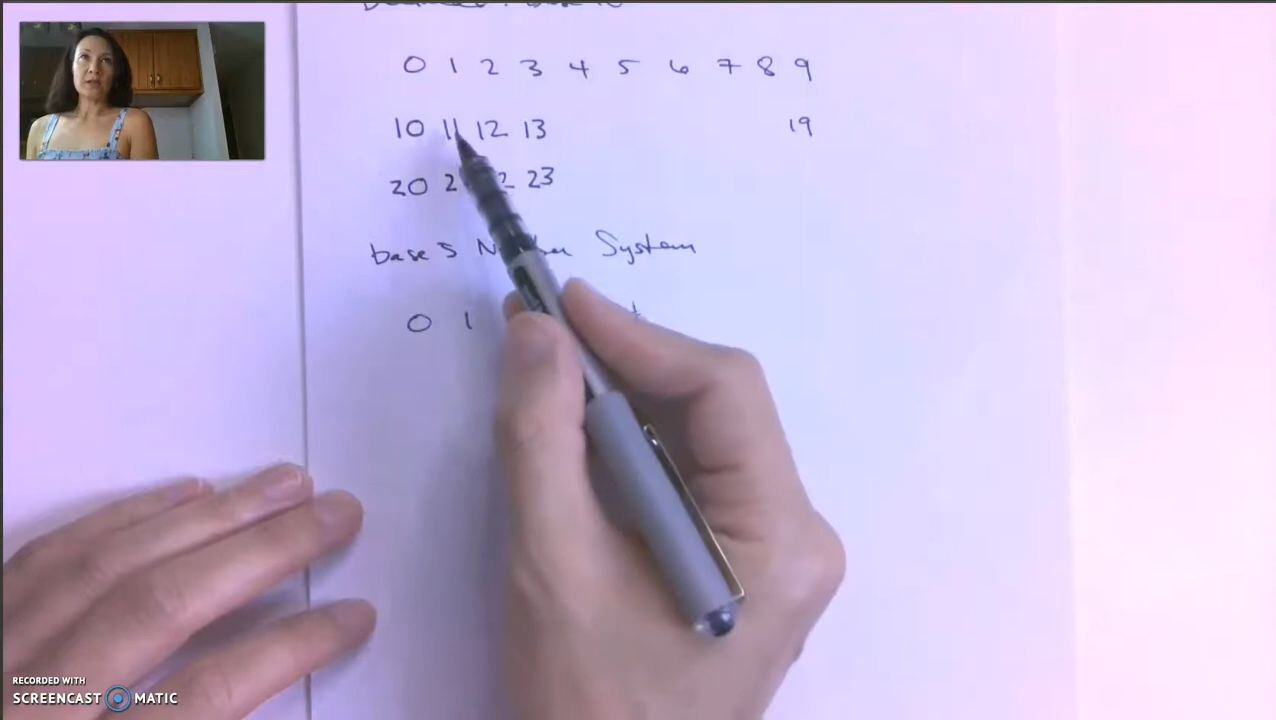 0 1 2 3 4 5 6 7 8 9
10 11 12 13 19
20 23
base 5 System
0 1
RECORDED WITH
SCREENCAST MATIC